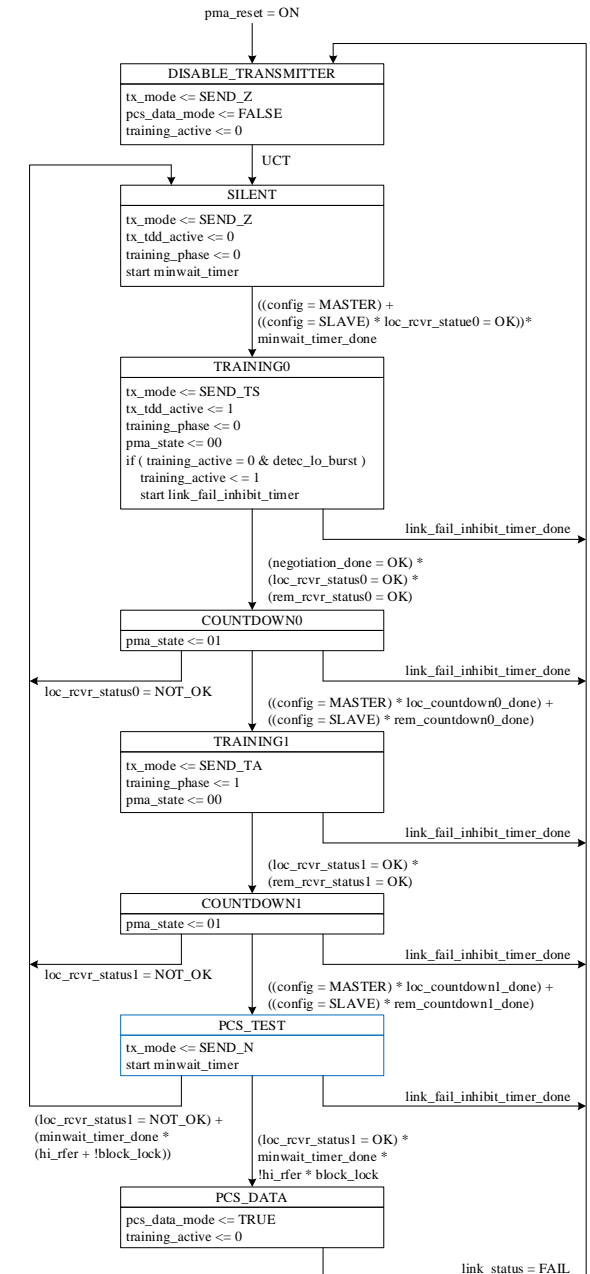 pma_reset = ON
DISABLE_TRANSMITTER
tx_mode <= SEND_Z
pcs_data_mode <= FALSE
training_active <= 0
UCT
SILENT
tx_mode <= SEND_Z
tx_tdd_active <= 0
training_phase <= 0
start minwait_timer
((config = MASTER) +
((config = SLAVE) * loc_rcvr_statue0 = OK))*
minwait_timer_done
TRAINING0
tx_mode <= SEND_TS
tx_tdd_active <= 1
training_phase <= 0
pma_state <= 00
if ( training_active = 0 & detec_lo_burst )
training_active < = 1
start link_fail_inhibit_timer
link_fail_inhibit_timer_done
(negotiation_done = OK) *
(loc_rcvr_status0 = OK) *
(rem_rcvr_status0 = OK)
COUNTDOWN0
pma_state <= 01
link_fail_inhibit_timer_done
loc_rcvr_status0 = NOT_OK
((config = MASTER) * loc_countdown0_done) +
((config = SLAVE) * rem_countdown0_done)
TRAINING1
tx_mode <= SEND_TA
training_phase <= 1
pma_state <= 00
link_fail_inhibit_timer_done
(loc_rcvr_status1 = OK) *
(rem_rcvr_status1 = OK)
COUNTDOWN1
pma_state <= 01
link_fail_inhibit_timer_done
loc_rcvr_status1 = NOT_OK
((config = MASTER) * loc_countdown1_done) +
((config = SLAVE) * rem_countdown1_done)
PCS_TEST
tx_mode <= SEND_N
start minwait_timer
link_fail_inhibit_timer_done
(loc_rcvr_status1 = NOT_OK) +
(minwait_timer_done *
(hi_rfer + !block_lock))
(loc_rcvr_status1 = OK) *
minwait_timer_done *
!hi_rfer * block_lock
PCS_DATA
pcs_data_mode <= TRUE
training_active <= 0
link_status = FAIL